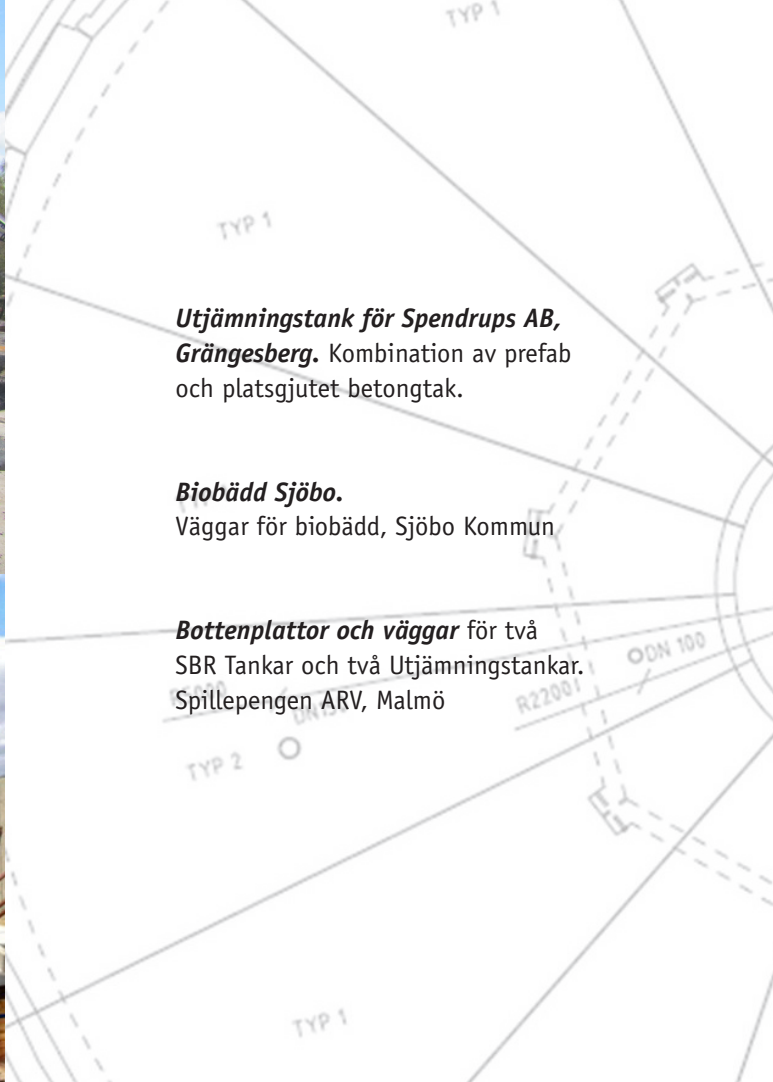 TYP 1
TYP 1
Utjämningstank för Spendrups AB,
Grängesberg. Kombination av prefab
och platsgjutet betongtak.
Biobädd Sjöbo.
Väggar för biobädd, Sjöbo Kommun
Bottenplattor och väggar för två
SBR Tankar och två Utjämningstankar.
Spillepengen ARV, Malmö
DN 100
R22001
TYP 2
TYP 1